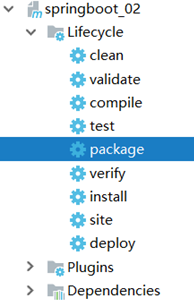 springboot_02
Lifecycle
clean
validate
compile
test
package
verify
install
site
deploy
Plugins
Dependencies